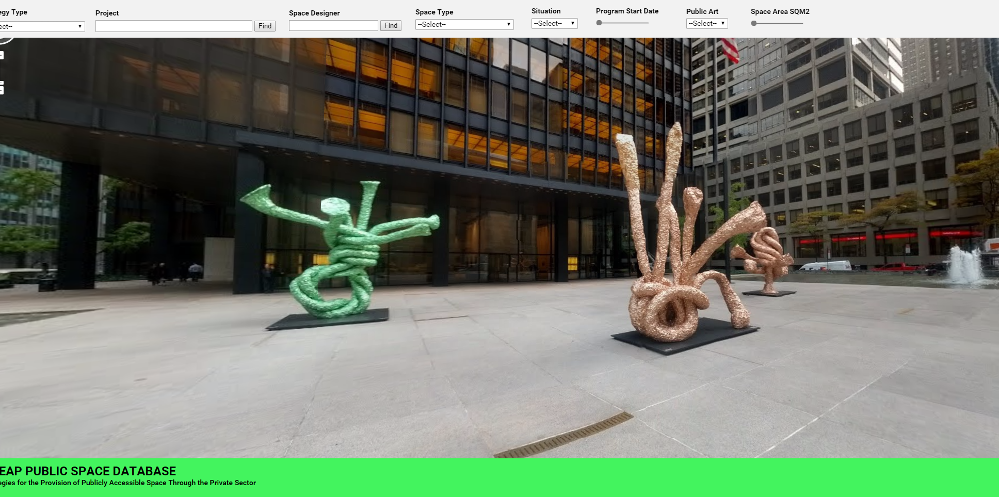 egy Type
Project
Space Designer
Space Type
Situation
Program Start Date
Public Art
Space Area SQM2
ect--
Find
Find
--Select--
--Select--
--Select--
EAP PUBLIC SPACE DATABASE
egies for the Provision of Publicly Accessible Space Through the Private Sector